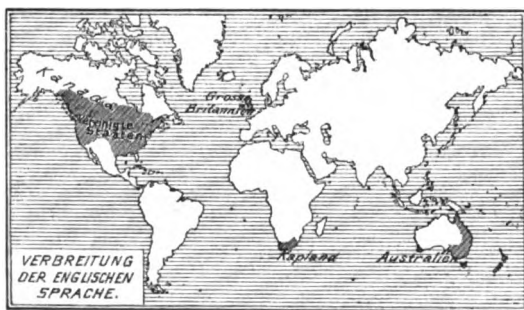 Kanada
Grosse
Britannien
Vereinigte
Staaten
Kapland
Australien
VERBREITUNG
DER ENGLISCHEN
SPRACHE.